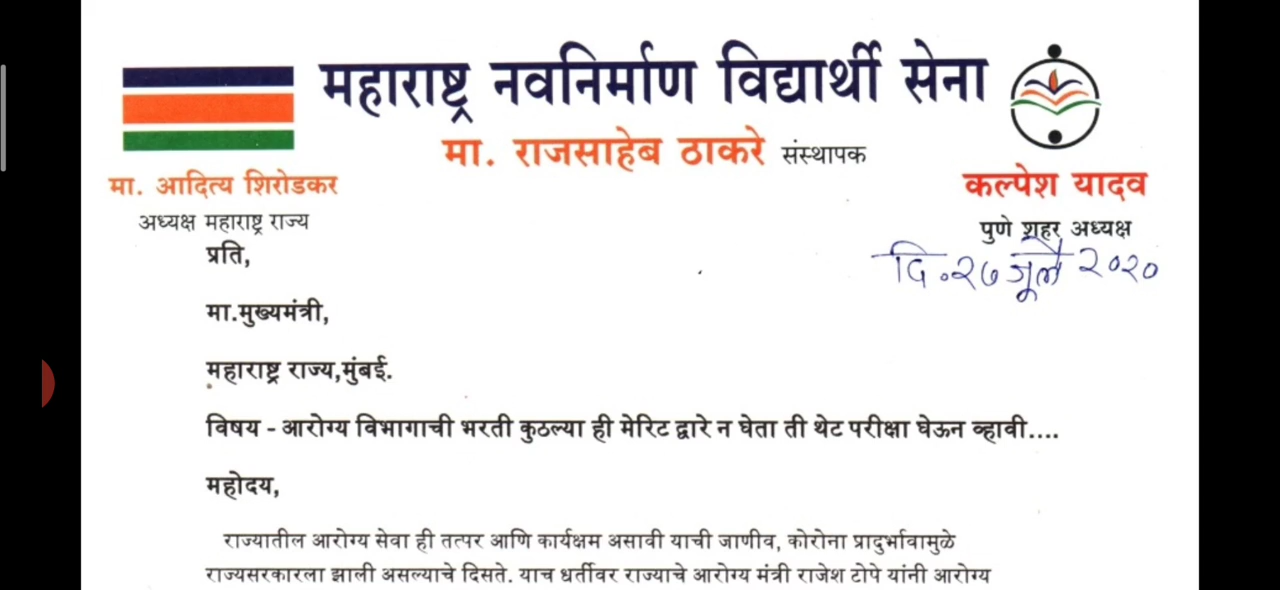 महाराष्ट्र नवनिर्माण विद्यार्थी सेना
मा. राजसाहेब ठाकरे संस्थापक
मा. आदित्य शिरोडकर
अध्यक्ष महाराष्ट्र राज्य
कल्पेश यादव
पुणे शहर अध्यक्ष
दि.२७ जूलै २०२०
प्रति,
मा.मुख्यमंत्री,
महाराष्ट्र राज्य,मुंबई.
विषय - आरोग्य विभागाची भरती कुठल्या ही मेरिट द्वारे न घेता ती थेट परीक्षा घेऊन व्हावी....
महोदय,
राज्यातील आरोग्य सेवा ही तत्पर आणि कार्यक्षम असावी याची जाणीव, कोरोना प्रादुर्भावामुळे
राज्यसरकारला झाली असल्याचे दिसते. याच धर्तीवर राज्याचे आरोग्य मंत्री राजेश टोपे यांनी आरोग्य